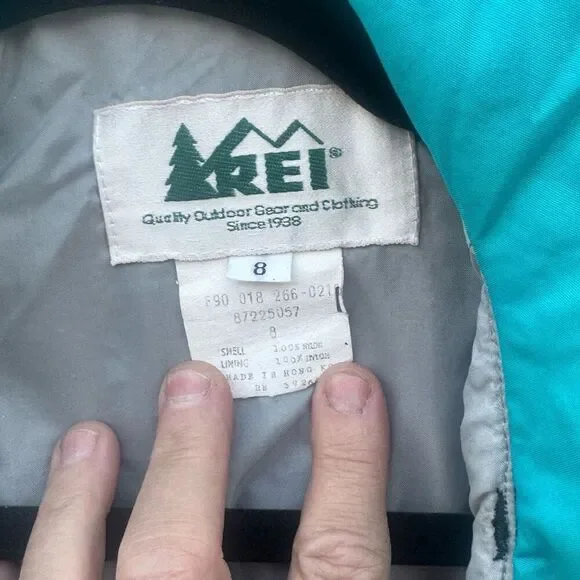 REI®
Quality Outdoor Gear and Clothing
Since 1938
8
F90 018 266-021
87225057
8
SHELL 100% NYLON
LINING 100% NYLON
MADE IN HONG
RN